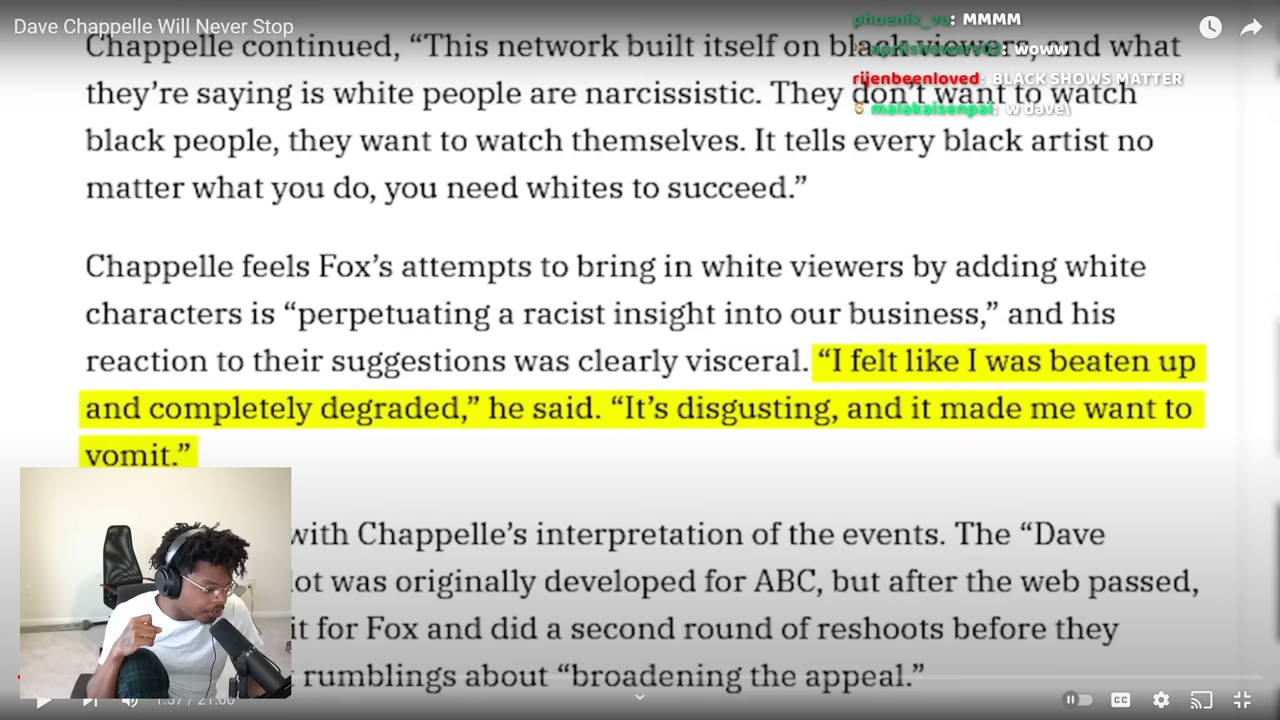 Dave Chappelle Will Never Stop
phoenix_vu: MMMM
Chappelle continued, “This network built itself on black viewers, and what
woww
rijenbeenloved: BLACK SHOWS MATTER
they’re saying is white people are narcissistic. They don’t want to watch
malakaisenpai: w dave\
black people, they want to watch themselves. It tells every black artist no
matter what you do, you need whites to succeed.”
Chappelle feels Fox’s attempts to bring in white viewers by adding white
characters is “perpetuating a racist insight into our business,” and his
reaction to their suggestions was clearly visceral. “I felt like I was beaten up
and completely degraded,” he said. “It’s disgusting, and it made me want to
vomit.”
with Chappelle’s interpretation of the events. The “Dave
lot was originally developed for ABC, but after the web passed,
it for Fox and did a second round of reshoots before they
rumblings about “broadening the appeal.”
1:57 / 21:00
CC